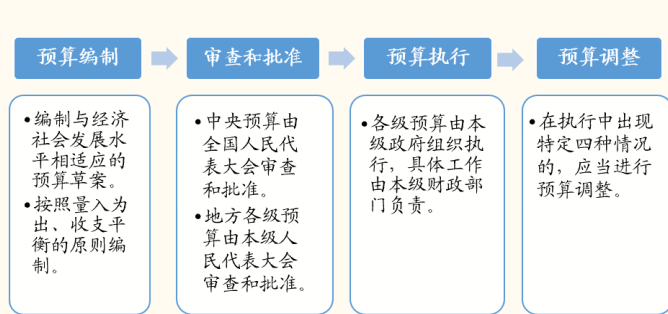 预算编制
审查和批准
预算执行
预算调整
•编制与经济
社会发展水
平相适应的
预算草案。
•按照量入为
出、收支平
衡的原则编
制。
•中央预算由
全国人民代
表大会审查
和批准。
•地方各级预
算由本级人
民代表大会
审查和批准。
•各级预算由本
级政府组织执
行，具体工作
由本级财政部
门负责。
•在执行中出现
特定四种情况
的，应当进行
预算调整。